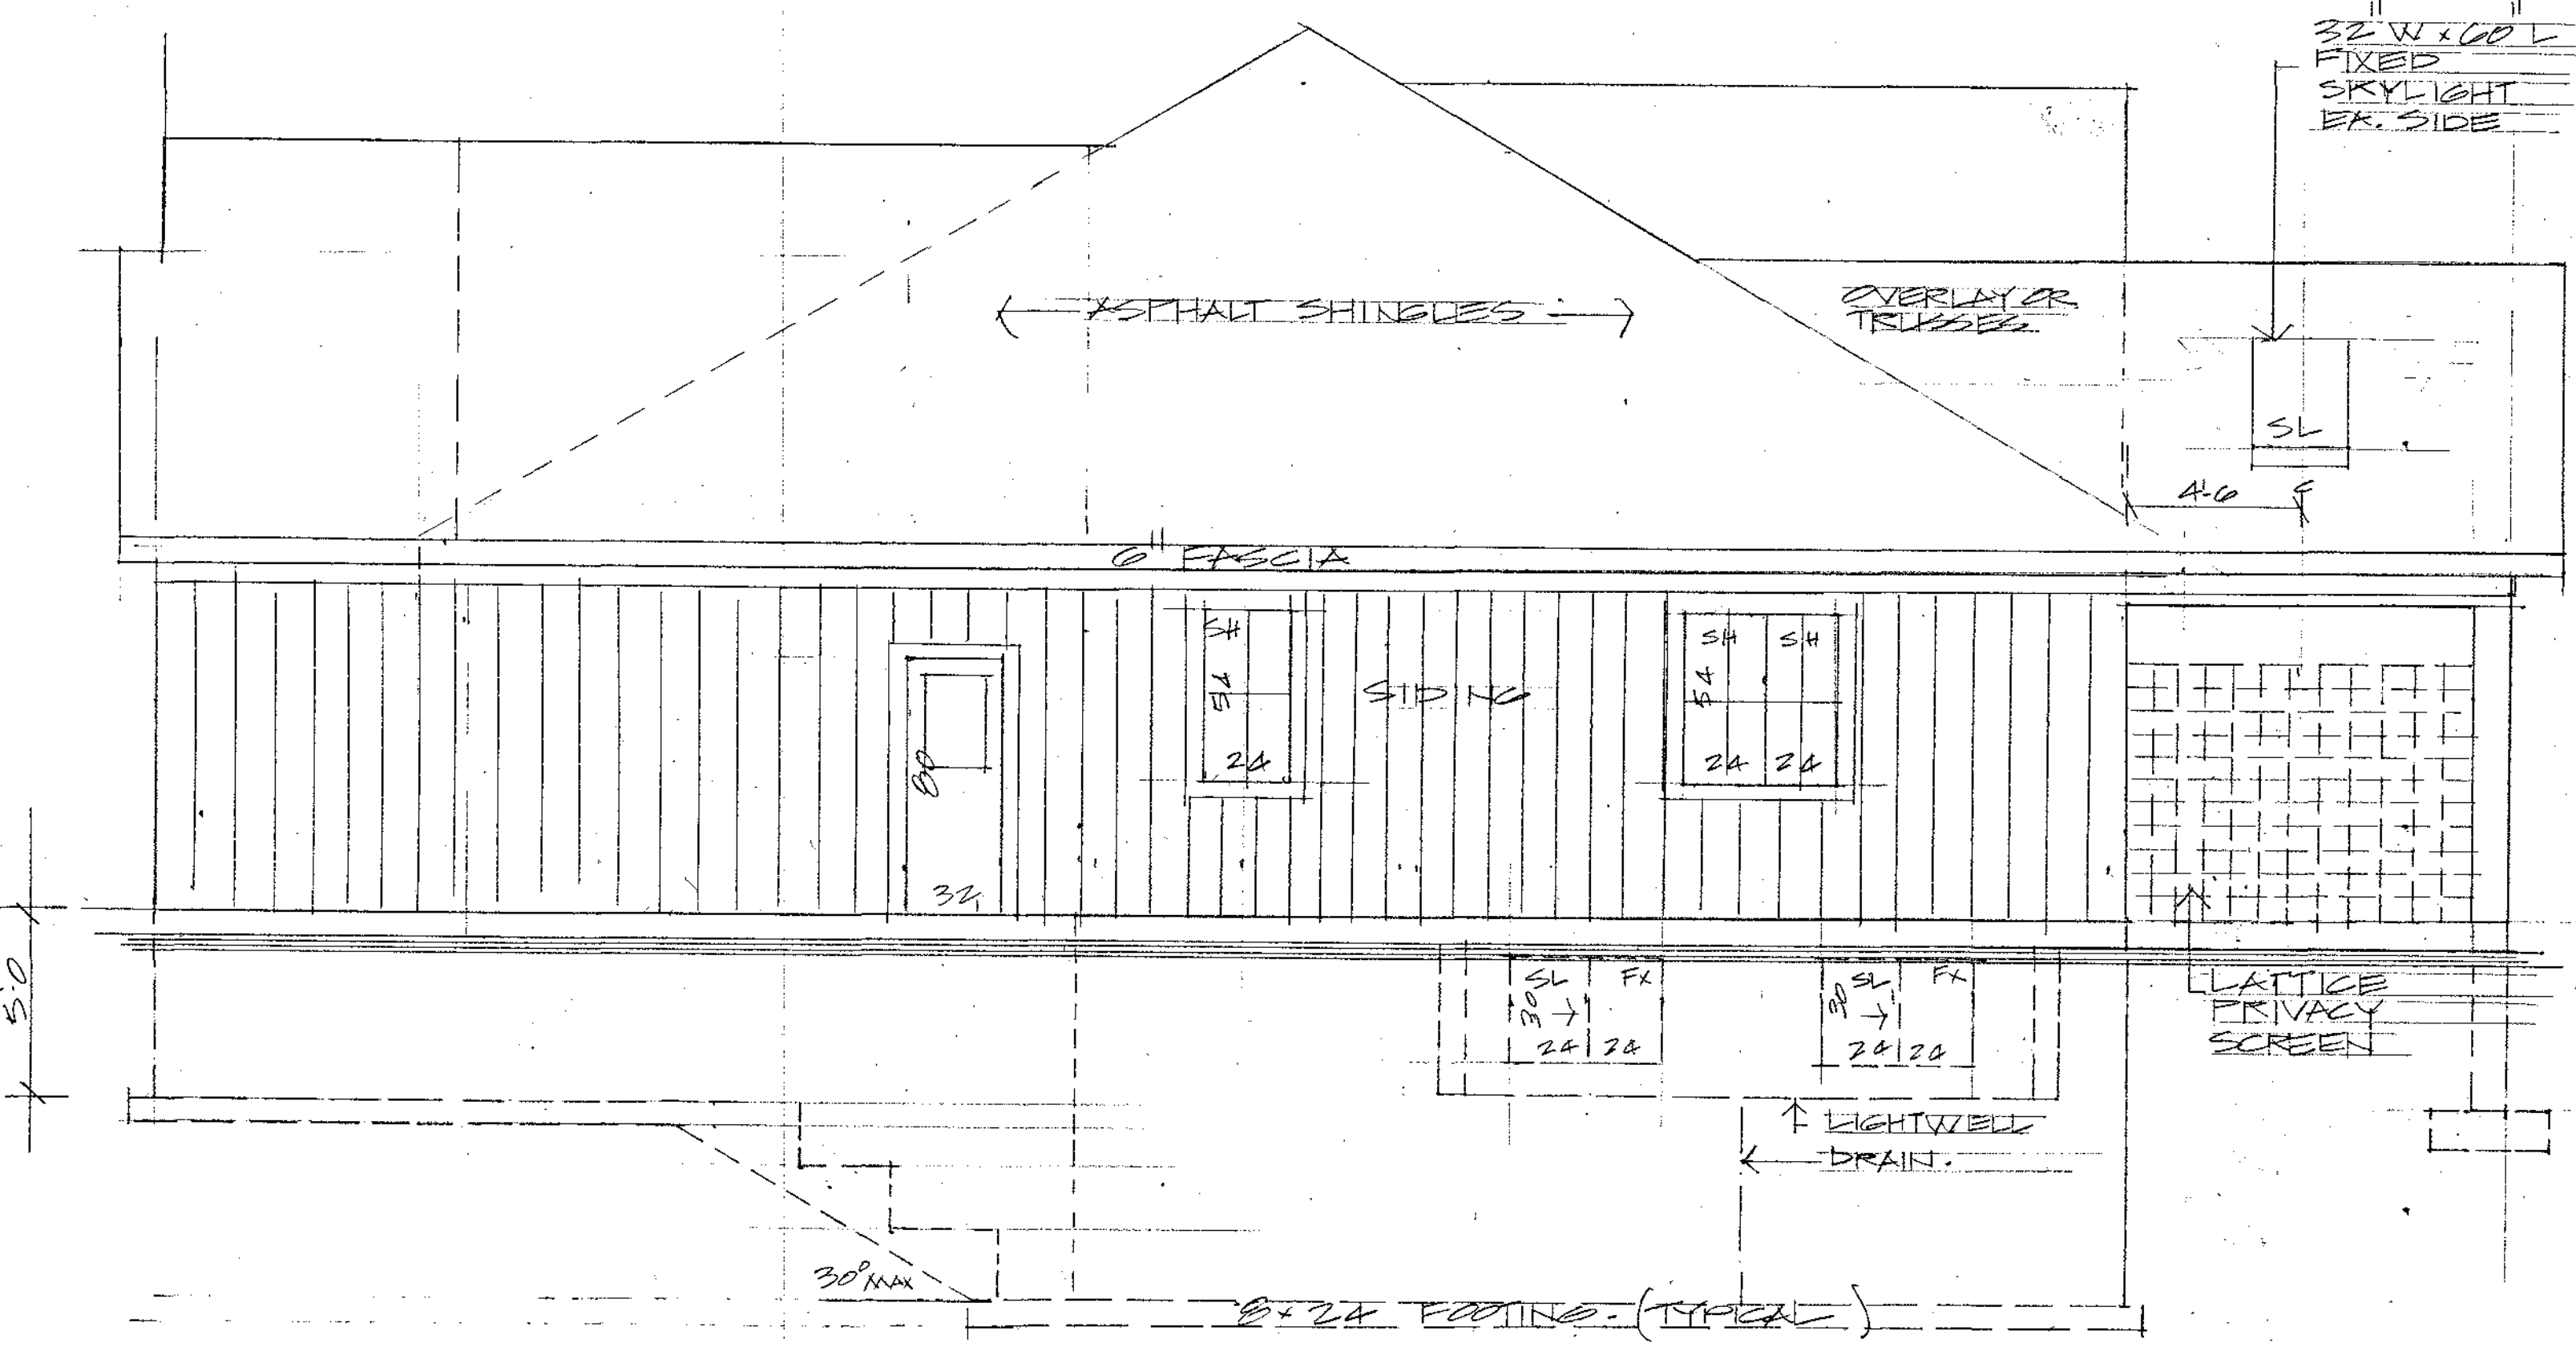 32" W x 60" L
FIXED
SKYLIGHT
EA. SIDE
ASPHALT SHINGLES
OVERLAY OR
TRUSSES
SL
4'-6
℄
6" FASCIA
SH
54
24
SIDING
SH SH
54
24 24
80
32
5'-0
SL FX
30
24 24
SL FX
30
24 24
LATTICE
PRIVACY
SCREEN
LIGHTWELL
DRAIN.
30° MAX
8x24 FOOTING. (TYPICAL)